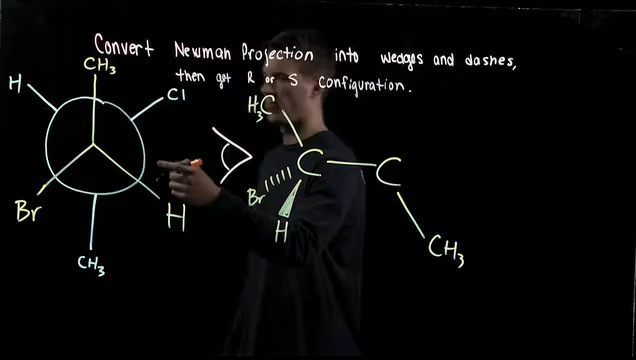 Convert Newman Projection into wedges and dashes,
then get R or S configuration.
CH₃
H
Cl
Br
H
CH₃
H₃C
C
C
Br
H
CH₃